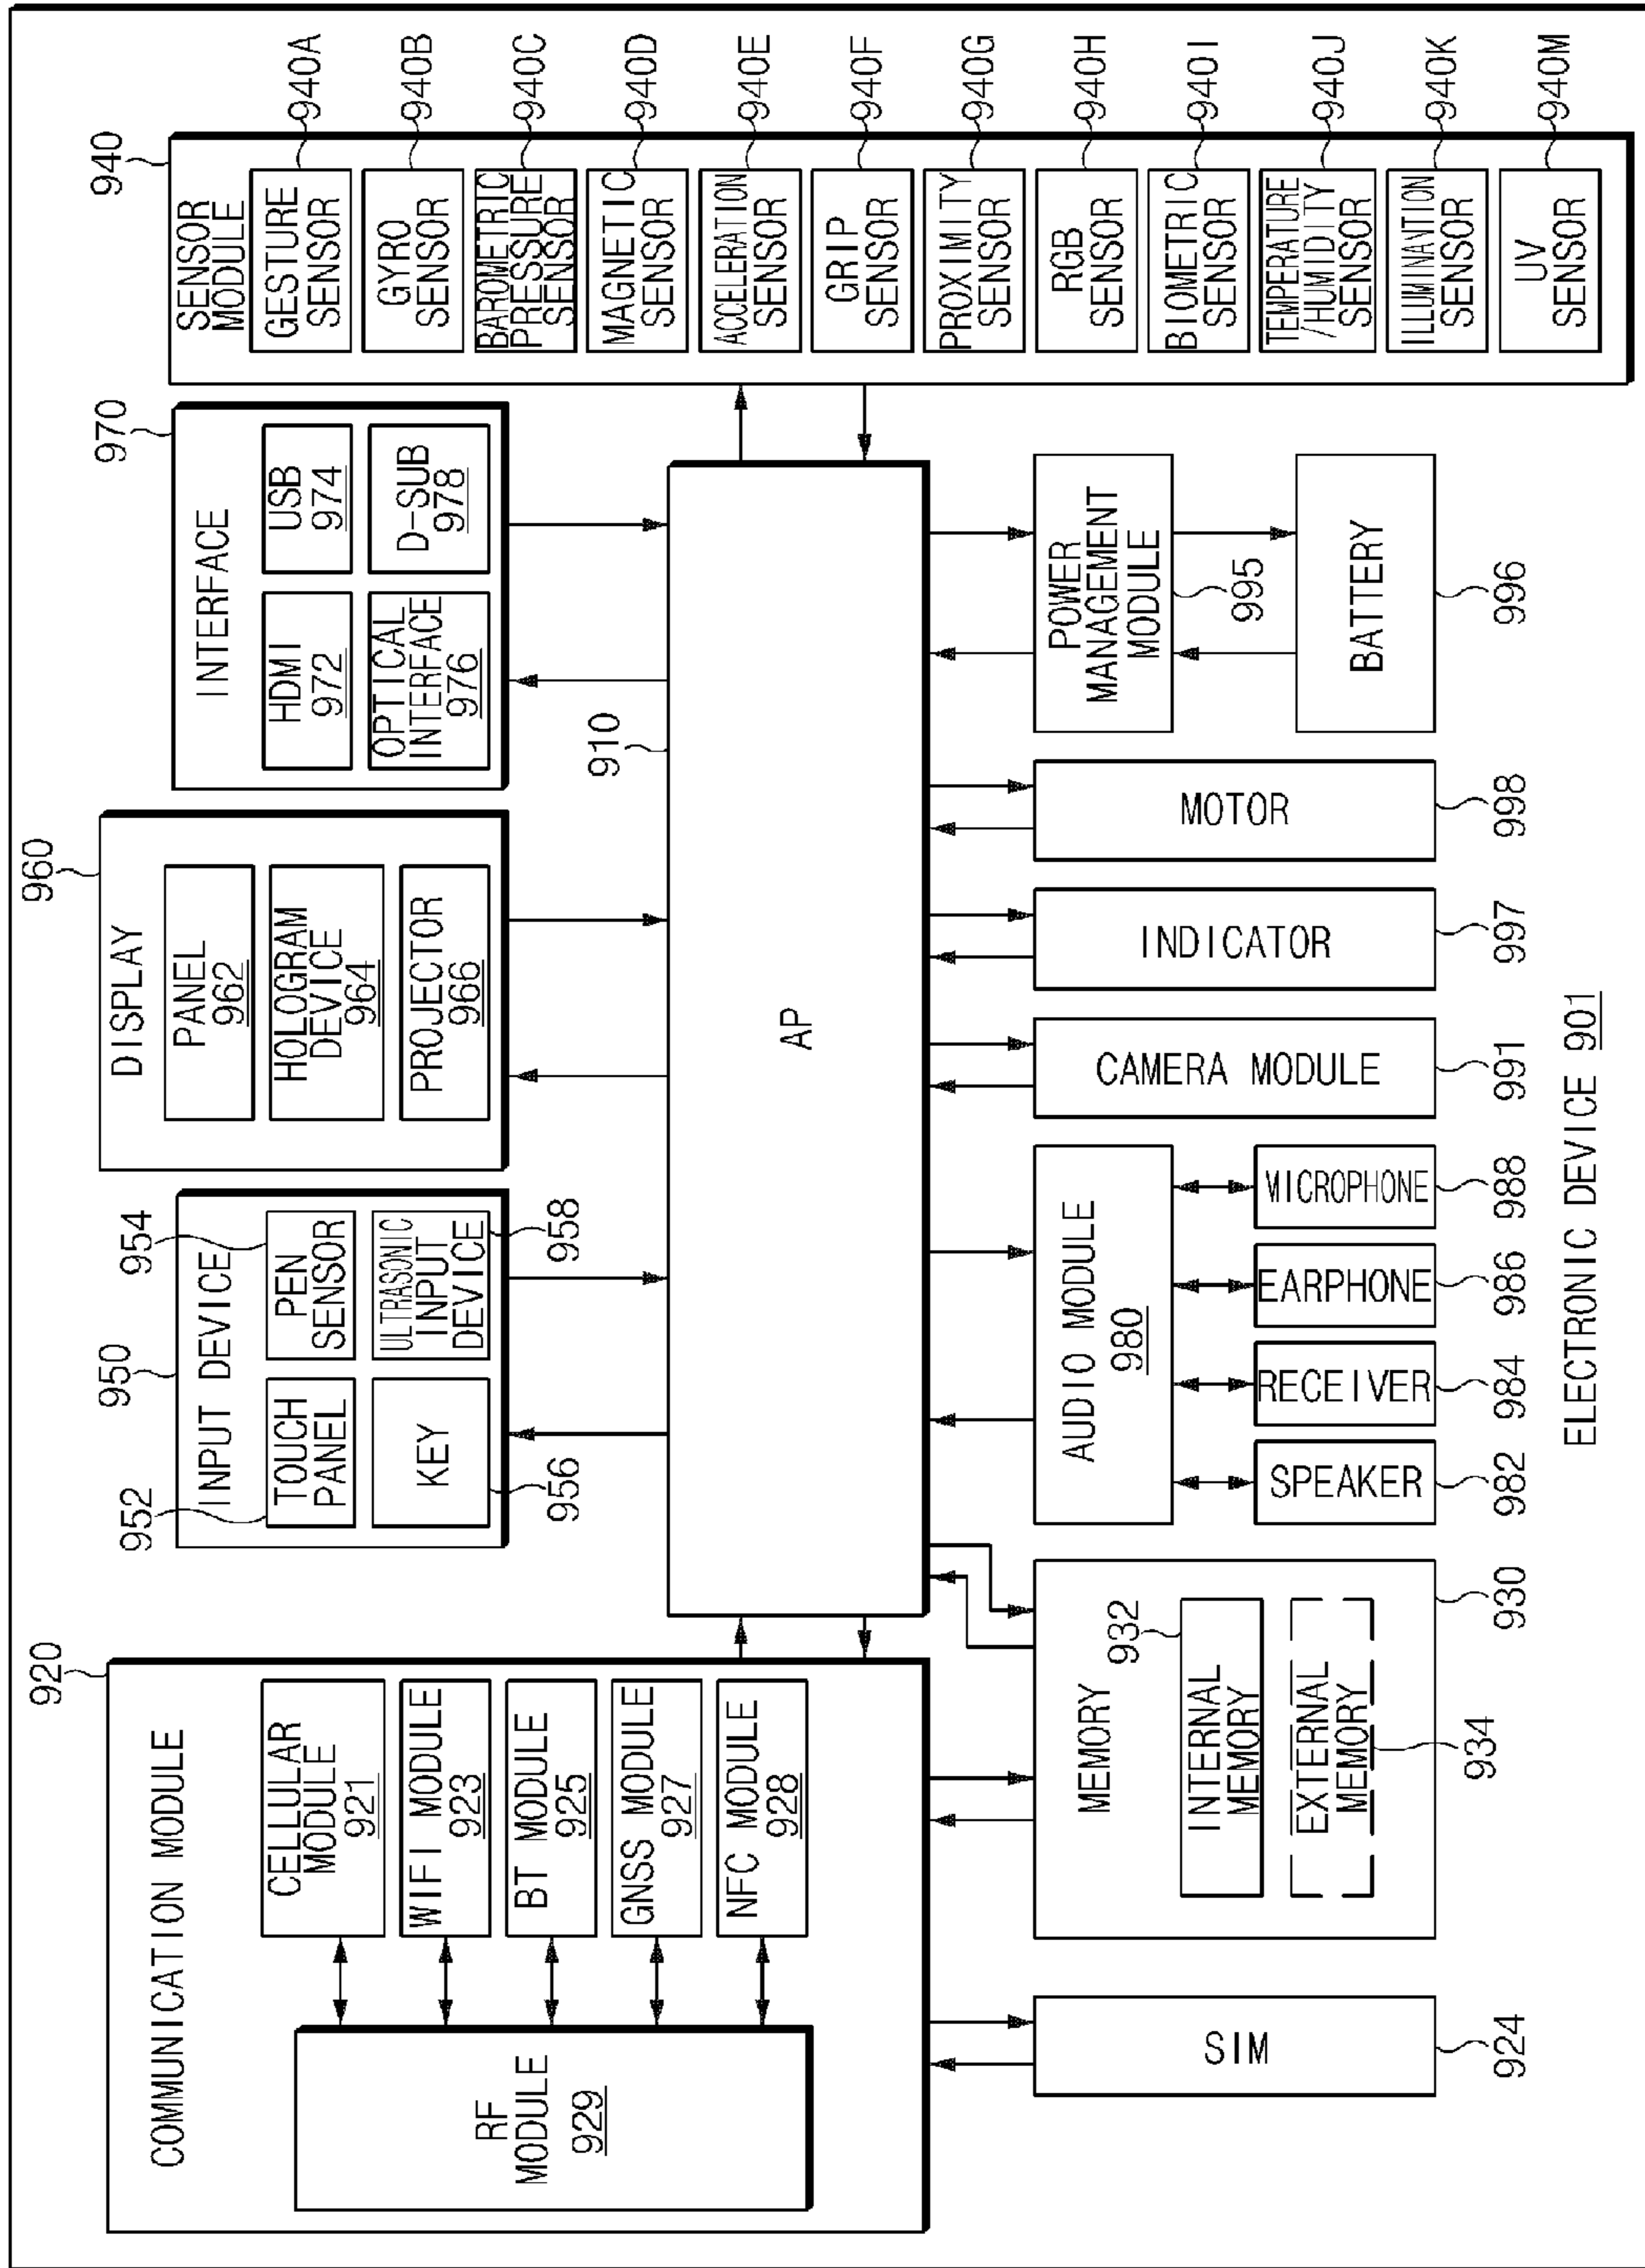 920
COMMUNICATION MODULE
CELLULAR
MODULE
921
WIFI MODULE
923
BT MODULE
925
GNSS MODULE
927
NFC MODULE
928
RF
MODULE
929
950
INPUT DEVICE
952
TOUCH
PANEL
954
PEN
SENSOR
KEY
956
ULTRASONIC
INPUT
DEVICE
958
960
DISPLAY
PANEL
962
HOLOGRAM
DEVICE
964
PROJECTOR
966
970
INTERFACE
HDMI
972
USB
974
OPTICAL
INTERFACE
976
D-SUB
978
940
SENSOR
MODULE
GESTURE
SENSOR
940A
GYRO
SENSOR
940B
BAROMETRIC
PRESSURE
SENSOR
940C
MAGNETIC
SENSOR
940D
ACCELERATION
SENSOR
940E
GRIP
SENSOR
940F
PROXIMITY
SENSOR
940G
RGB
SENSOR
940H
BIOMETRIC
SENSOR
940I
TEMPERATURE
/HUMIDITY
SENSOR
940J
ILLUMINANTION
SENSOR
940K
UV
SENSOR
940M
910
AP
SIM
924
MEMORY
932
INTERNAL
MEMORY
EXTERNAL
MEMORY
934
930
AUDIO MODULE
980
SPEAKER
982
RECEIVER
984
EARPHONE
986
MICROPHONE
988
CAMERA MODULE
991
INDICATOR
997
MOTOR
998
POWER
MANAGEMENT
MODULE
995
BATTERY
996
ELECTRONIC DEVICE 901